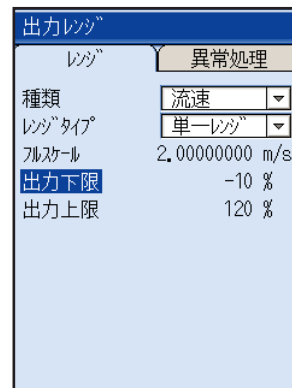 出力ﾚﾝｼﾞ
ﾚﾝｼﾞ 異常処理
種類 流速
ﾚﾝｼﾞﾀｲﾌﾟ 単一ﾚﾝｼﾞ
ﾌﾙｽｹｰﾙ 2.00000000 m/s
出力下限 -10 %
出力上限 120 %